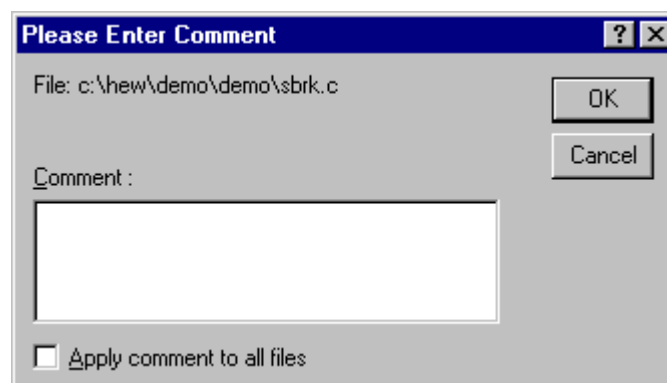 Please Enter Comment
File: c:\hew\demo\demo\sbrk.c
OK
Cancel
Comment :
Apply comment to all files